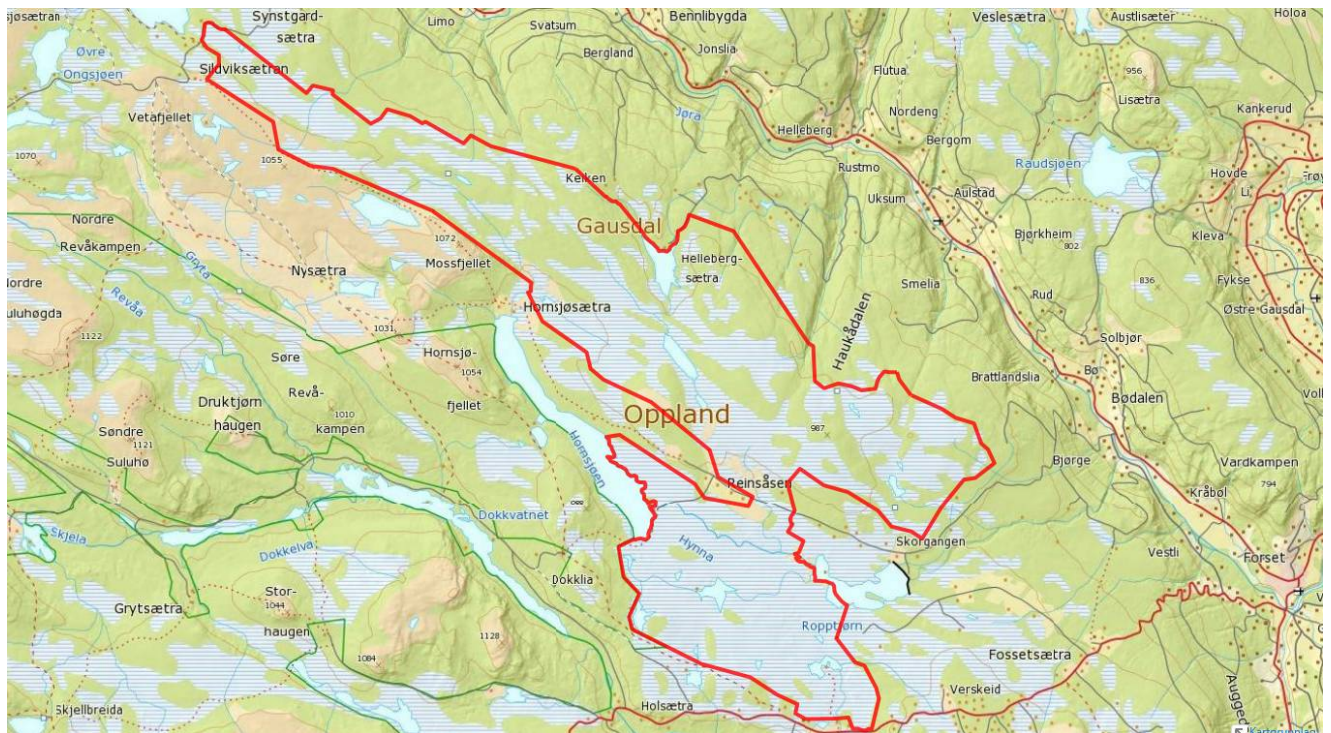 Synstgard-
sætra
Limo
Svatsum
Bennlibygda
Veslesætra
Austlisæter
Bergland
Jonslia
Øvre
Ongsjøen
Sildviksætran
Flutua
956
Lisætra
Vetafjellet
Jøra
Helleberg
Nordeng
Kankerud
Bergom
1070
1055
Kelken
Rustmo
Raudsjøen
Hovde
Li
Uksum
Aulstad
Nordre
Revåkampen
Gausdal
Bjørkheim
802
Kleva
1072
Mossfjellet
Helleberg-
sætra
Gryta
Nysætra
Revåa
Smelia
836
Fykse
Rud
Østre Gausdal
Hornsjøsætra
1122
1031
Haukådalen
Solbjør
Søre
Hornsjø-
1054
fjellet
Revå-
kampen
1010
Brattlandslia
Bø
Bødalen
Druktjørn
haugen
Oppland
987
Søndre
1121
Suluhø
Hornsjøen
Bjørge
Vardkampen
794
Reinsåsen
Kråbøl
Dokkvatnet
Skjela
Hynna
Skorgangen
Vestli
Forset
Dokkelva
Dokklia
Grytsætra
Stor-
1044
haugen
1128
1084
Fossetsætra
Verskeid
Holsætra
Skjellbreida